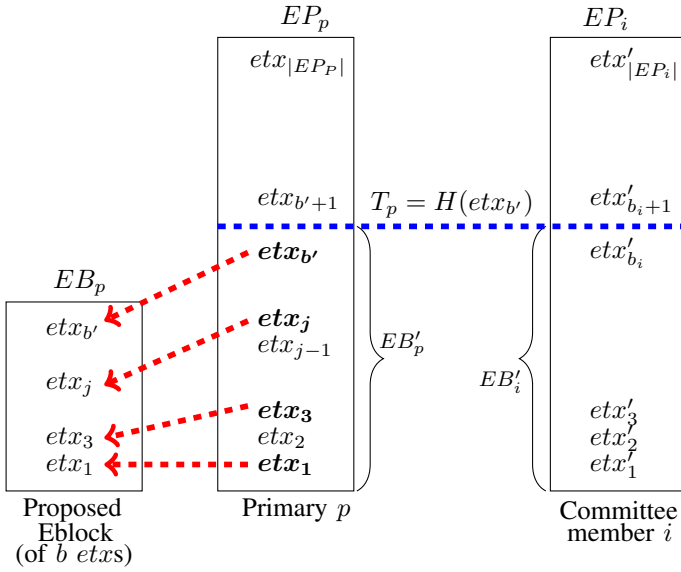 EP_p
EP_i
etx_{|EP_P|}
etx'_{|EP_i|}
etx_{b'+1}
T_p = H(etx_{b'})
etx'_{b_i+1}
etx_{b'}
etx'_{b_i}
EB_p
etx_{b'}
etx_j
etx_{j−1}
EB'_p
EB'_i
etx_j
etx_3
etx'_3
etx_3
etx_2
etx'_2
etx_1
etx_1
etx'_1
Proposed
Eblock
(of b etxs)
Primary p
Committee
member i